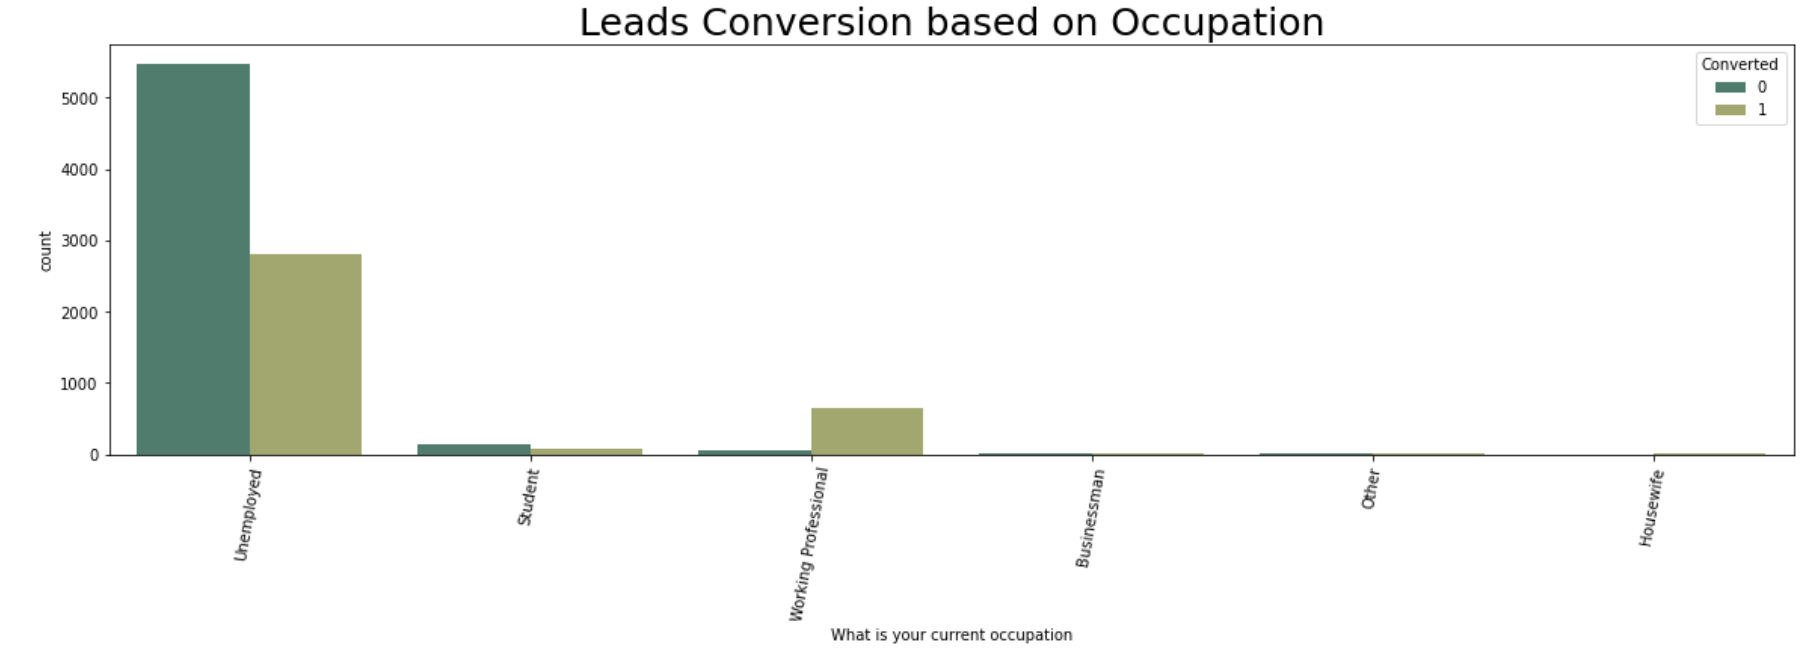 Leads Conversion based on Occupation
Converted
0
1
count
5000
4000
3000
2000
1000
0
Unemployed
Student
Working Professional
Businessman
Other
Housewife
What is your current occupation